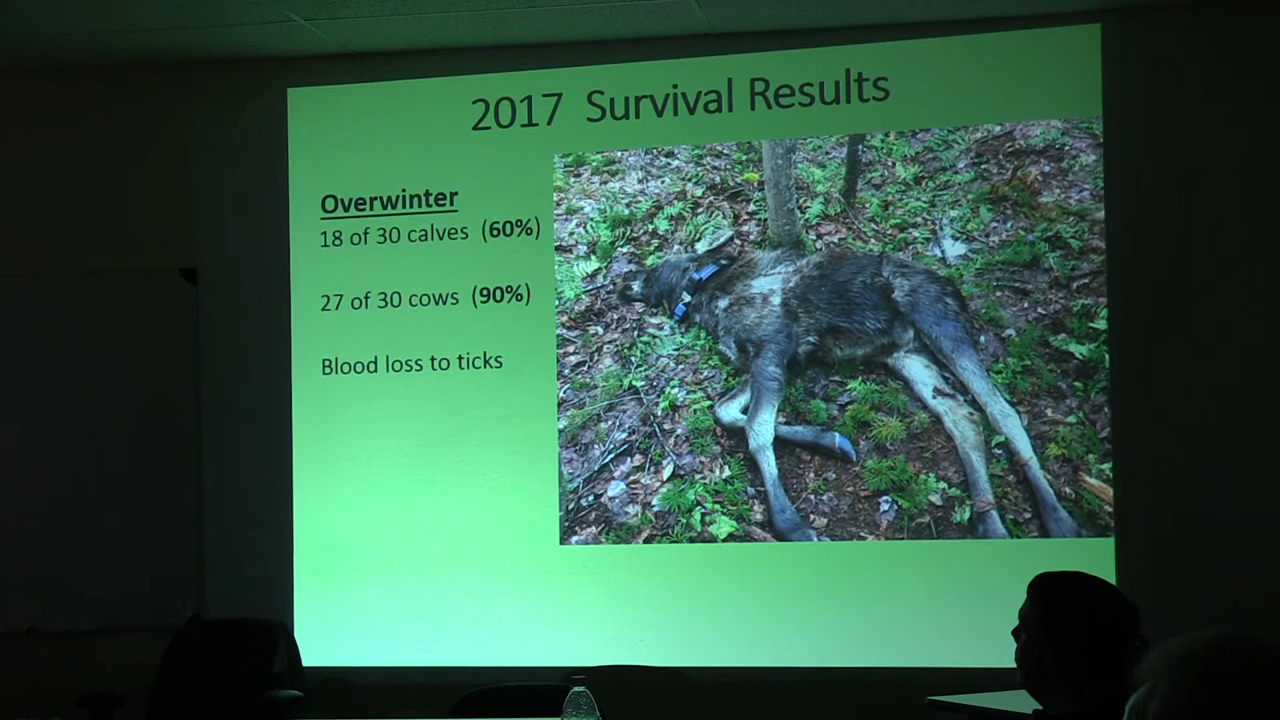 2017 Survival Results
Overwinter
18 of 30 calves (60%)
27 of 30 cows (90%)
Blood loss to ticks